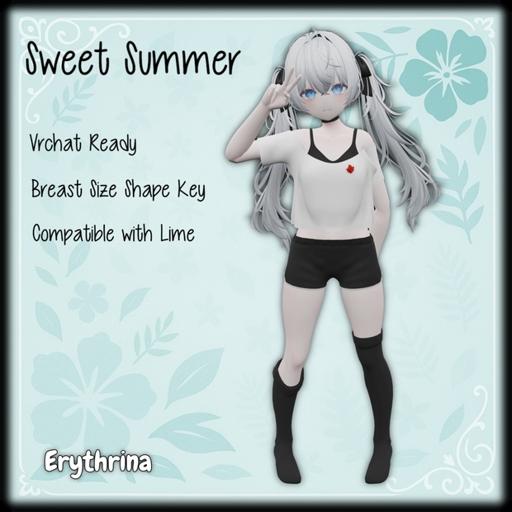 Sweet Summer
Vrchat Ready
Breast Size Shape Key
Compatible with Lime
Erythrina